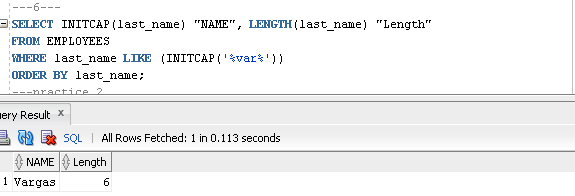 ---6---
SELECT INITCAP(last_name) "NAME", LENGTH(last_name) "Length"
FROM EMPLOYEES
WHERE last_name LIKE (INITCAP('%var%'))
ORDER BY last_name;
---practice 2
uery Result x
SQL | All Rows Fetched: 1 in 0.113 seconds
NAME Length
1 Vargas 6